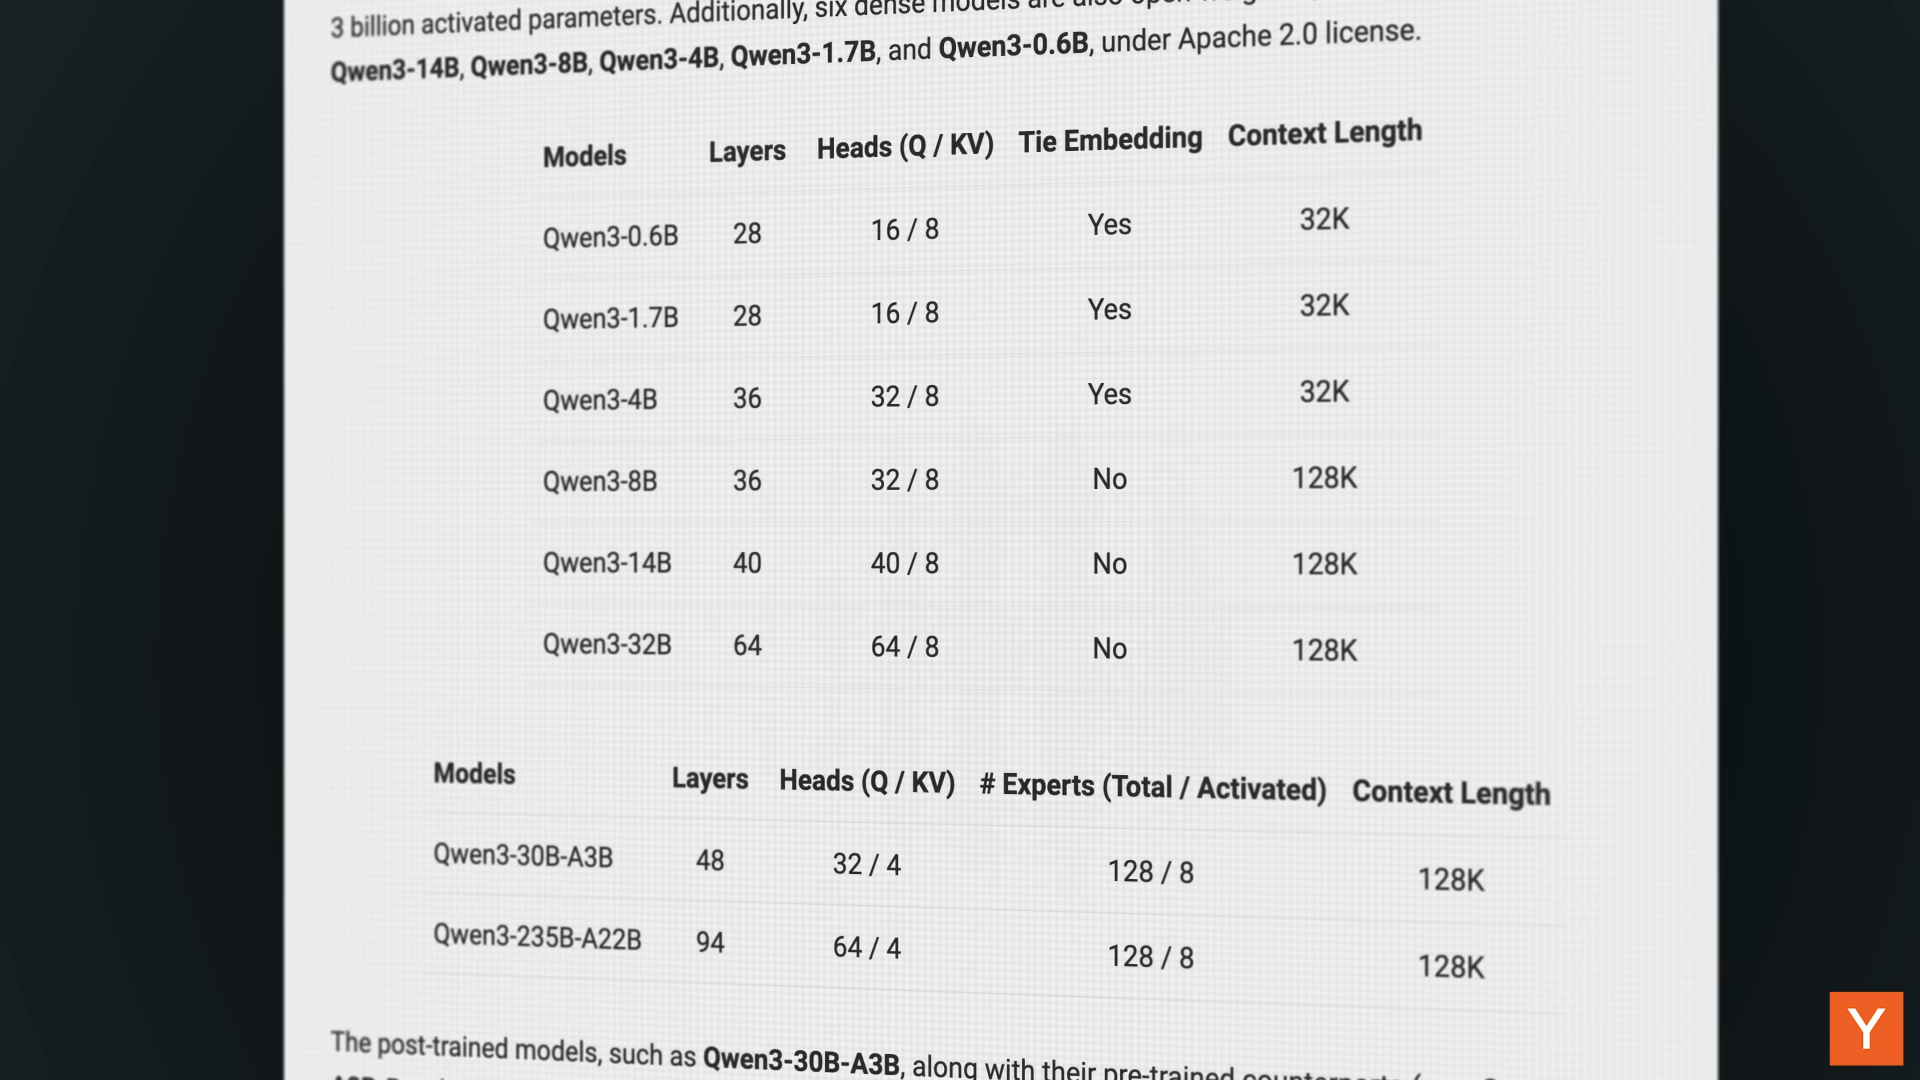 3 billion activated parameters. Additionally, six dense models are also
Qwen3-14B, Qwen3-8B, Qwen3-4B, Qwen3-1.7B, and Qwen3-0.6B, under Apache 2.0 license.
Models Layers Heads (Q / KV) Tie Embedding Context Length
Qwen3-0.6B 28 16 / 8 Yes 32K
Qwen3-1.7B 28 16 / 8 Yes 32K
Qwen3-4B 36 32 / 8 Yes 32K
Qwen3-8B 36 32 / 8 No 128K
Qwen3-14B 40 40 / 8 No 128K
Qwen3-32B 64 64 / 8 No 128K
Models Layers Heads (Q / KV) # Experts (Total / Activated) Context Length
Qwen3-30B-A3B 48 32 / 4 128 / 8 128K
Qwen3-235B-A22B 94 64 / 4 128 / 8 128K
The post-trained models, such as Qwen3-30B-A3B, along with their pre-trained
Y